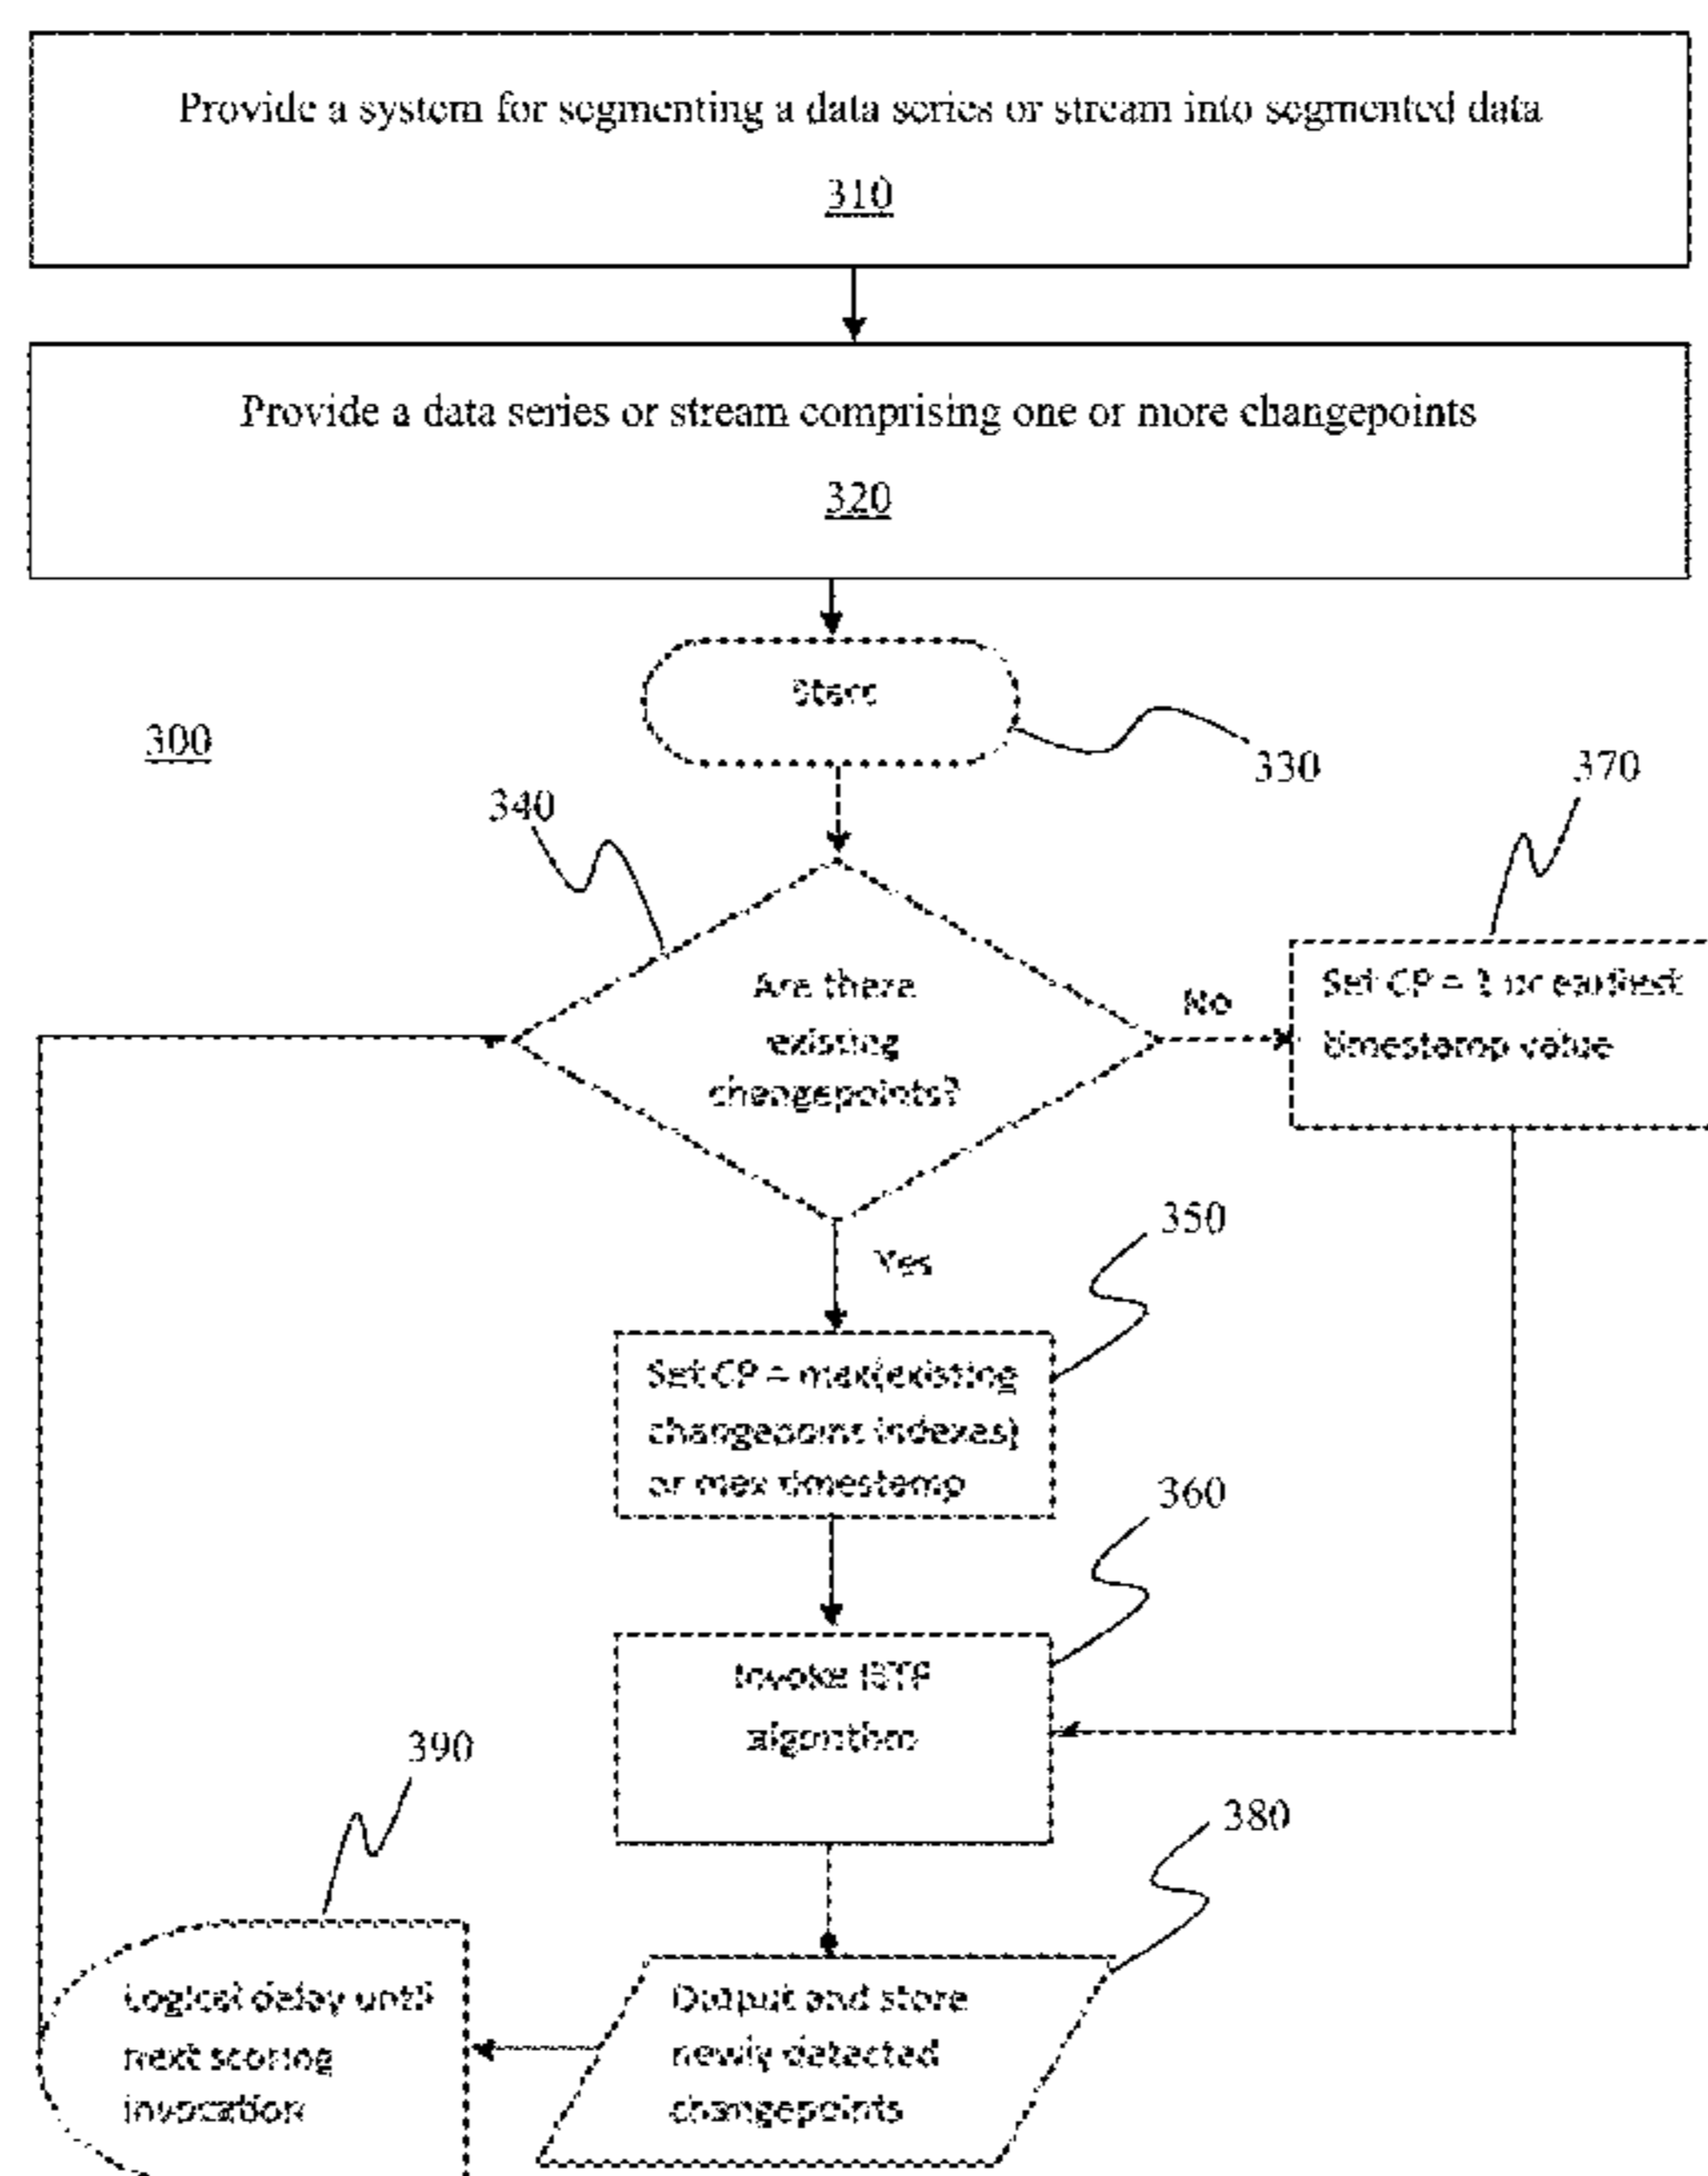 Provide a system for segmenting a data series or stream into segmented data
310
Provide a data series or stream comprising one or more changepoints
320
Start
300
330
370
340
Are there
existing
changepoints?
No
Set CP = 1 or earliest
timestamp value
350
Yes
Set CP = max(existing
changepoint indexes)
or max timestamp
360
Invoke
algorithm
390
380
Logical delay until
next scoring
invocation
Output and store
newly detected
changepoints